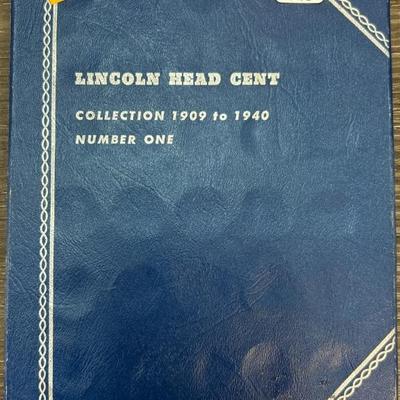 LINCOLN HEAD CENT
COLLECTION 1909 to 1940
NUMBER ONE